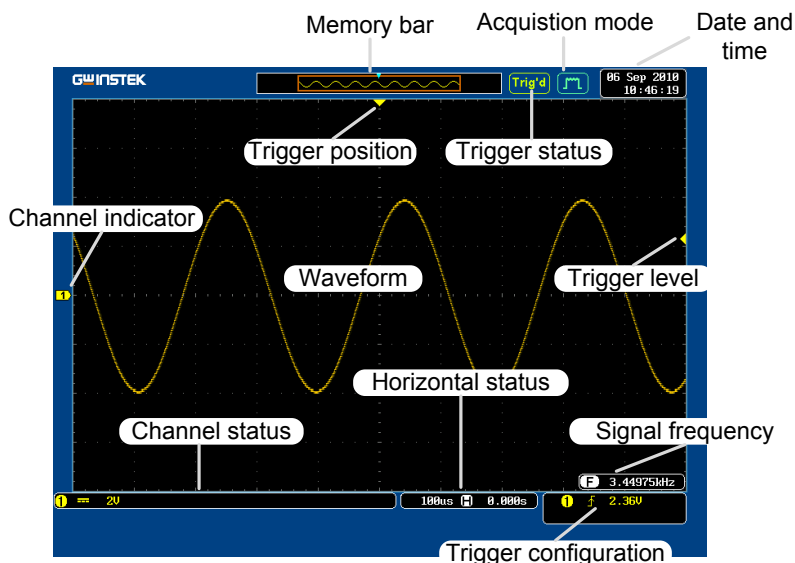 Memory bar
Acquistion mode
Date and
time
GWINSTEK
Trig'd
06 Sep 2010
10:46:19
Trigger position
Trigger status
Channel indicator
Waveform
Trigger level
1
Horizontal status
Channel status
Signal frequency
F 3.44975kHz
1 2V
100us H 0.000s
1 2.36V
Trigger configuration